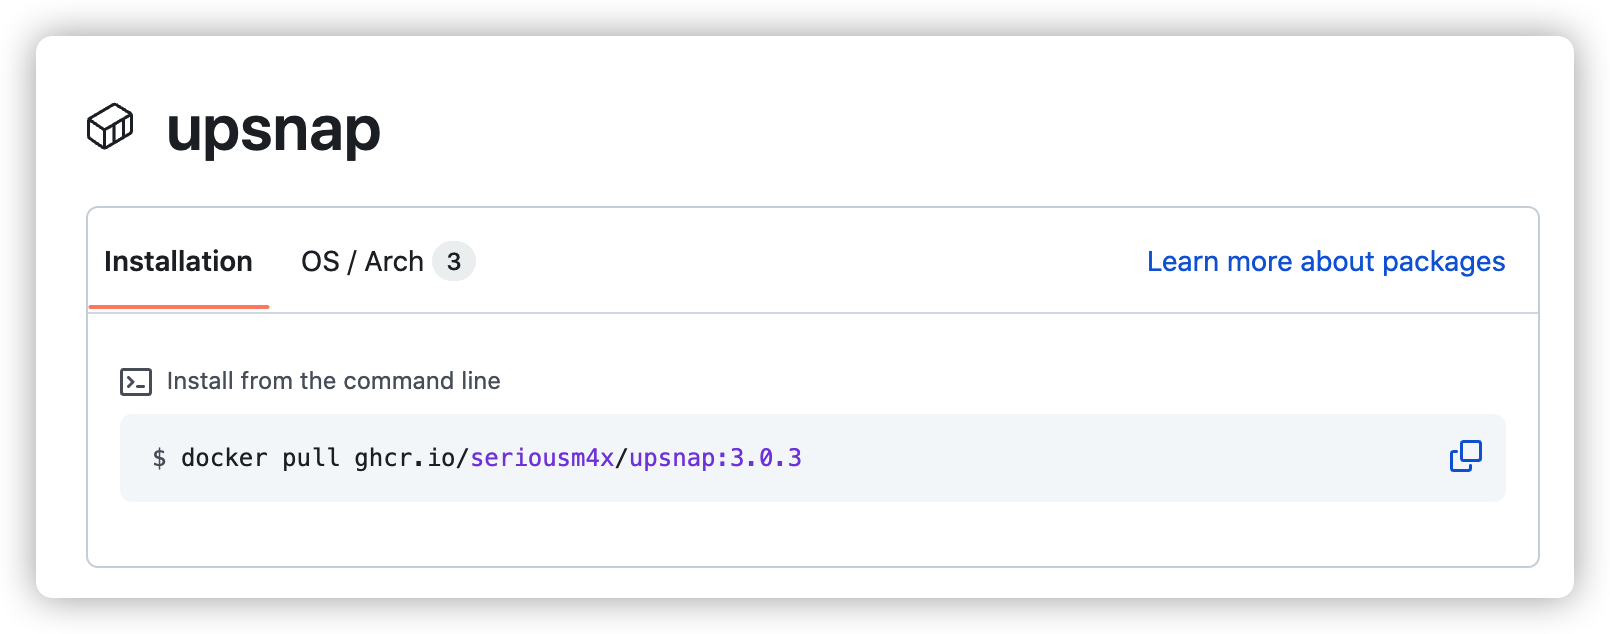 upsnap
Installation OS / Arch 3 Learn more about packages
Install from the command line
$ docker pull ghcr.io/seriousm4x/upsnap:3.0.3